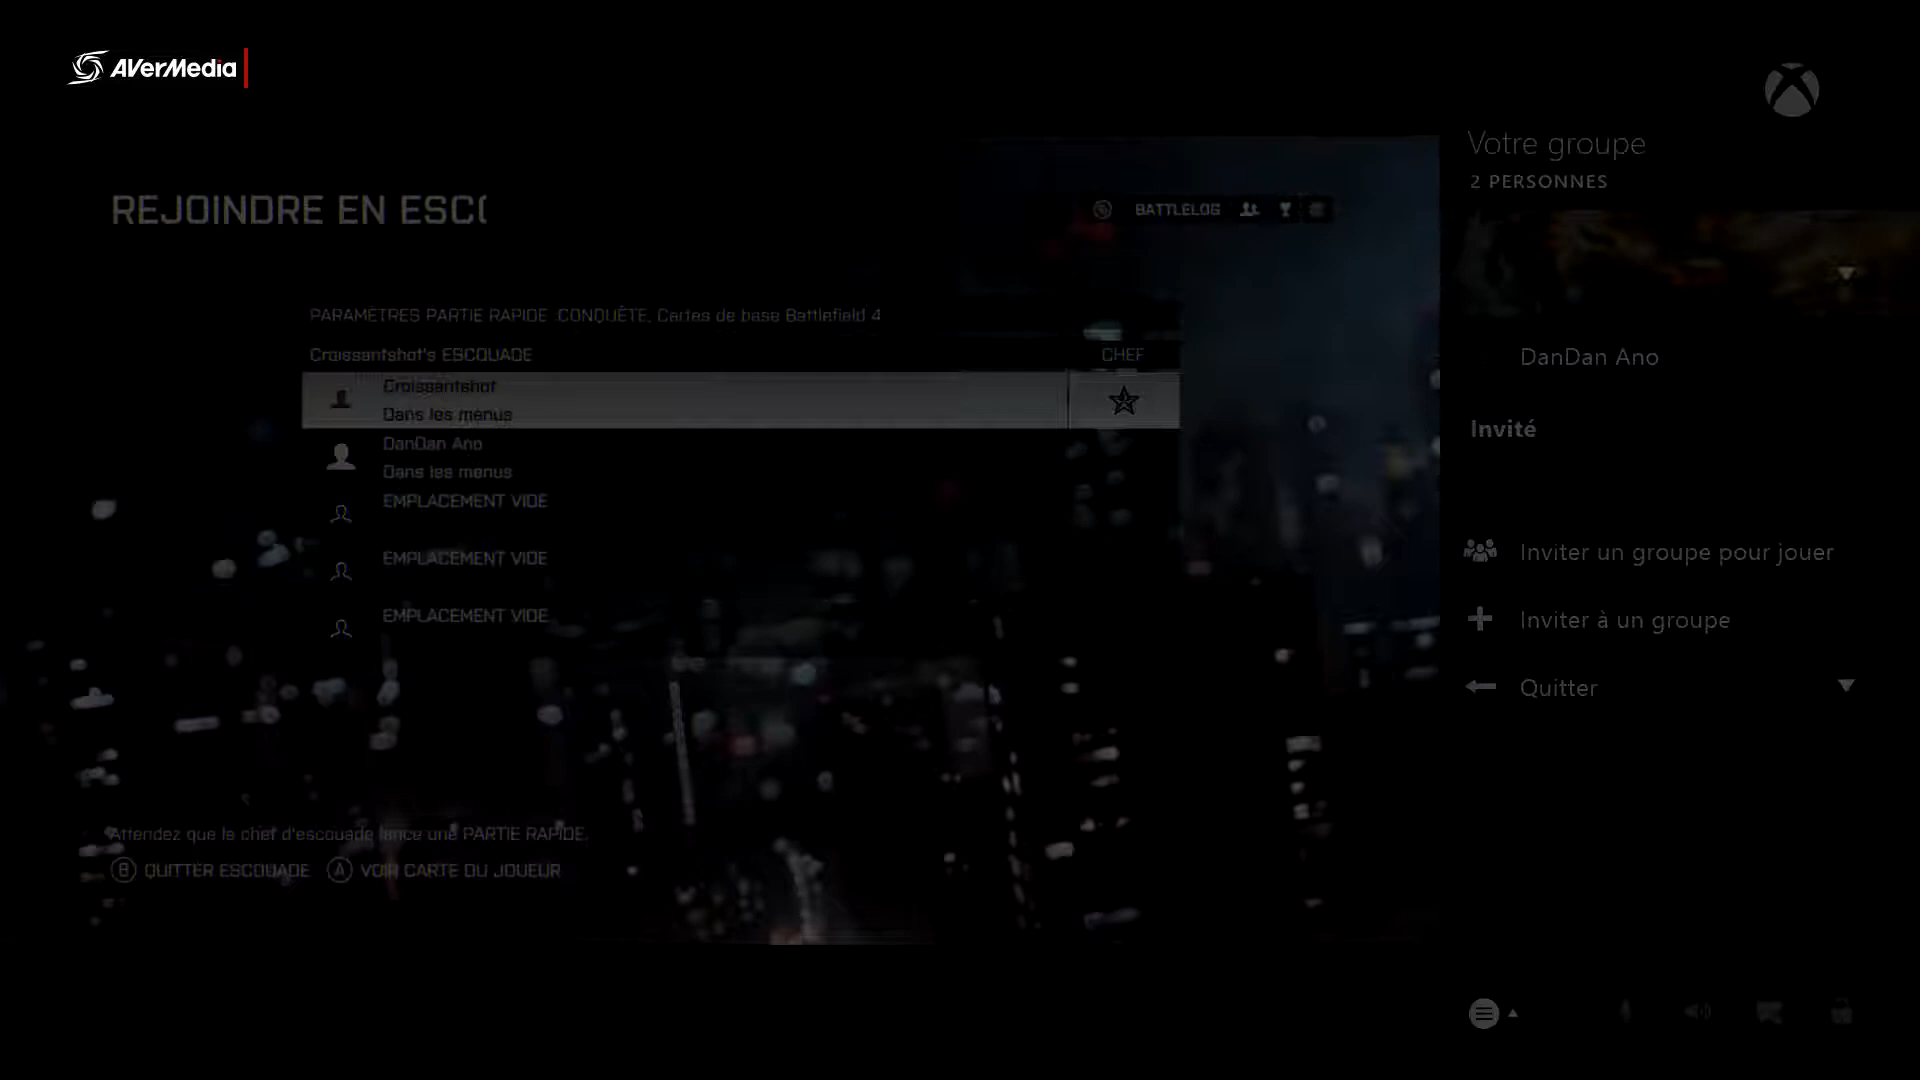 AVerMedia
REJOINDRE EN ESC
BATTLELOG
PARAMÈTRES PARTIE RAPIDE :CONQUÊTE, Cartes de base Battlefield 4
Croissantshot's ESCOUADE
CHEF
Croissantshot
Dans les menus
DanDan Ano
Dans les menus
EMPLACEMENT VIDE
EMPLACEMENT VIDE
EMPLACEMENT VIDE
Attendez que le chef d'escouade lance une PARTIE RAPIDE.
B QUITTER ESCOUADE A VOIR CARTE DU JOUEUR
Votre groupe
2 PERSONNES
DanDan Ano
Invité
Inviter un groupe pour jouer
Inviter à un groupe
Quitter